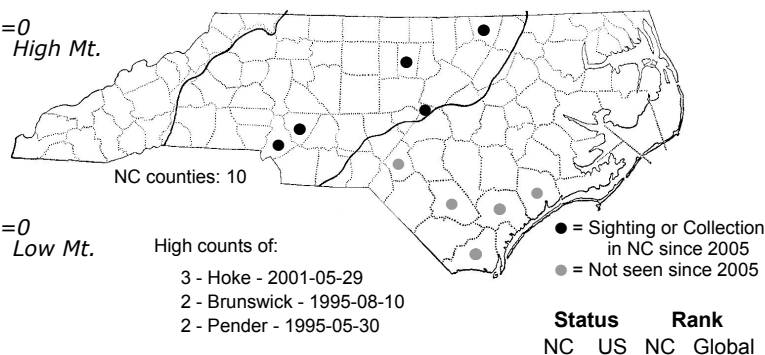 =0
High Mt.
NC counties: 10
=0
Low Mt.
High counts of:
3 - Hoke - 2001-05-29
2 - Brunswick - 1995-08-10
2 - Pender - 1995-05-30
● = Sighting or Collection
in NC since 2005
● = Not seen since 2005
Status Rank
NC US NC Global